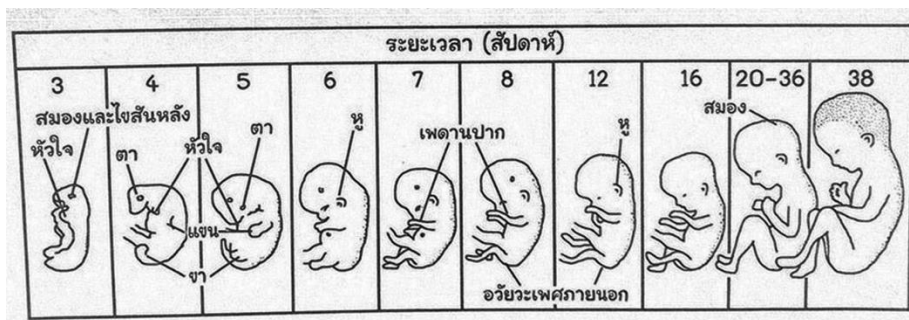 ระยะเวลา (สัปดาห์)
3 4 5 6 7 8 12 16 20-36 38
สมองและไขสันหลัง
หัวใจ
ตา
หัวใจ
ตา
แขน
ขา
หู
เพดานปาก
หู
สมอง
อวัยวะเพศภายนอก